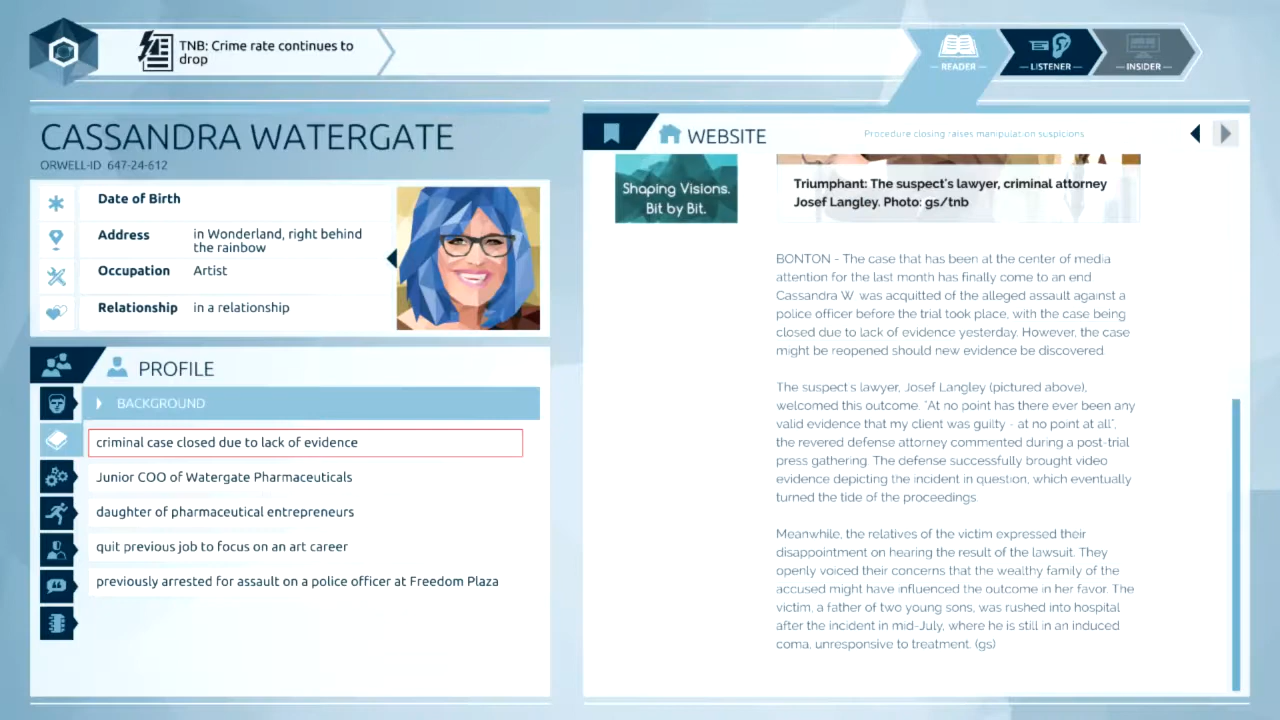 TNB: Crime rate continues to
drop
READER
LISTENER
INSIDER
CASSANDRA WATERGATE
ORWELL-ID 647-24-612
Date of Birth
Address in Wonderland, right behind
the rainbow
Occupation Artist
Relationship in a relationship
PROFILE
BACKGROUND
criminal case closed due to lack of evidence
Junior COO of Watergate Pharmaceuticals
daughter of pharmaceutical entrepreneurs
quit previous job to focus on an art career
previously arrested for assault on a police officer at Freedom Plaza
WEBSITE
Procedure closing raises manipulation suspicions
Shaping Visions.
Bit by Bit.
Triumphant: The suspect's lawyer, criminal attorney
Josef Langley. Photo: gs/tnb
BONTON - The case that has been at the center of media
attention for the last month has finally come to an end.
Cassandra W. was acquitted of the alleged assault against a
police officer before the trial took place, with the case being
closed due to lack of evidence yesterday. However, the case
might be reopened should new evidence be discovered.
The suspect's lawyer, Josef Langley (pictured above),
welcomed this outcome. "At no point has there ever been any
valid evidence that my client was guilty - at no point at all",
the revered defense attorney commented during a post-trial
press gathering. The defense successfully brought video
evidence depicting the incident in question, which eventually
turned the tide of the proceedings.
Meanwhile, the relatives of the victim expressed their
disappointment on hearing the result of the lawsuit. They
openly voiced their concerns that the wealthy family of the
accused might have influenced the outcome in her favor. The
victim, a father of two young sons, was rushed into hospital
after the incident in mid-July, where he is still in an induced
coma, unresponsive to treatment. (gs)